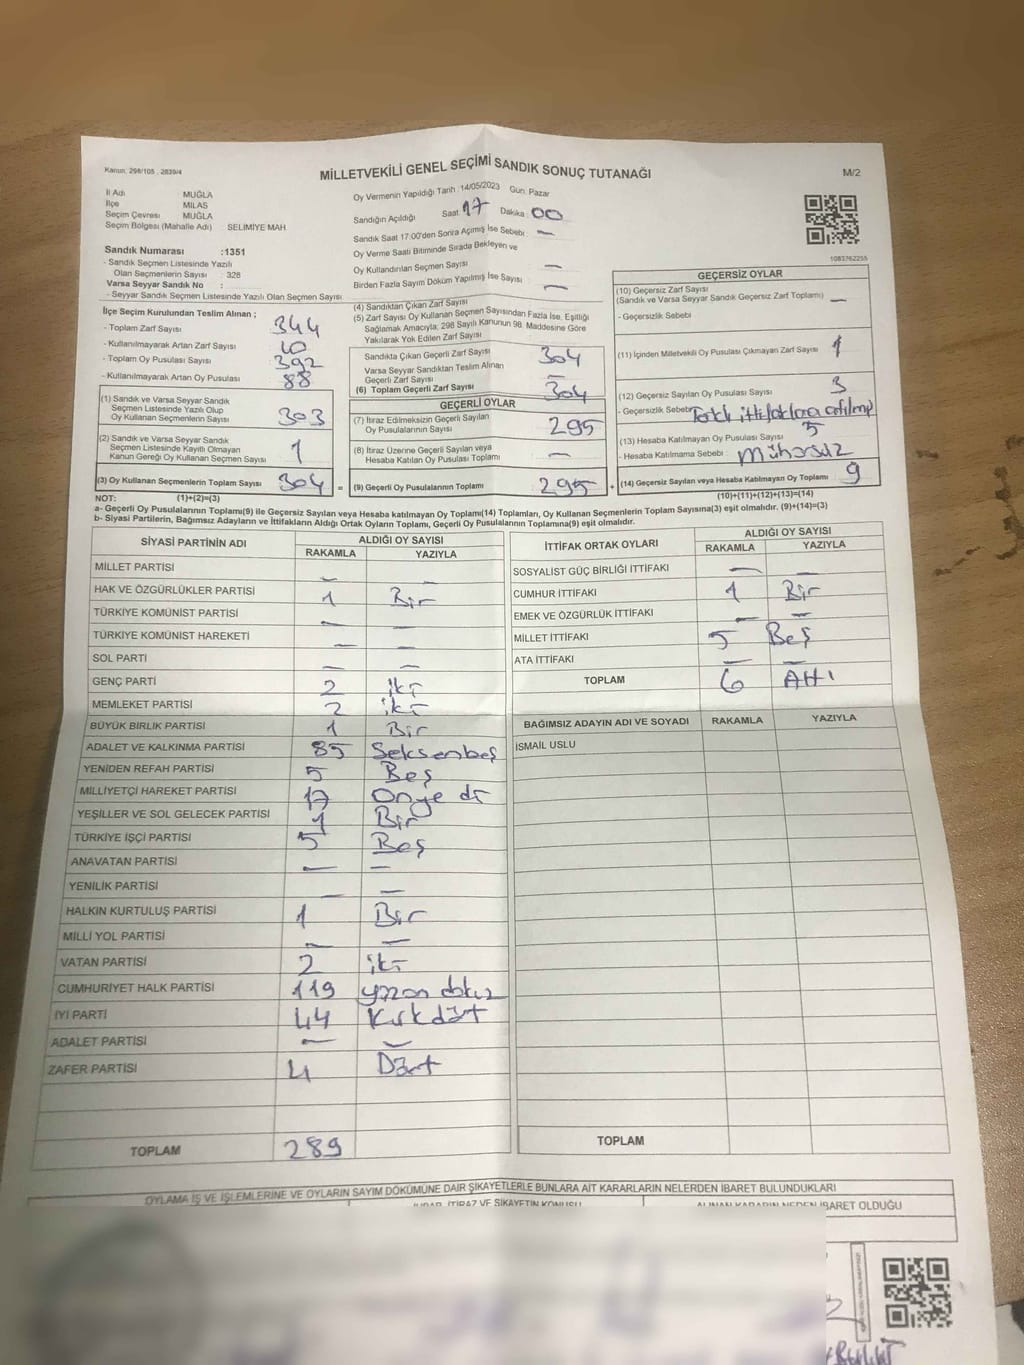 Kanun: 298/105 , 2839/4
MİLLETVEKİLİ GENEL SEÇİMİ SANDIK SONUÇ TUTANAĞI
M/2
İl Adı MUĞLA
İlçe MİLAS
Seçim Çevresi MUĞLA
Seçim Bölgesi (Mahalle Adı) SELIMIYE MAH
Sandık Numarası :1351
- Sandık Seçmen Listesinde Yazılı
Olan Seçmenlerin Sayısı : 328
Varsa Seyyar Sandık No :
- Seyyar Sandık Seçmen Listesinde Yazılı Olan Seçmen Sayısı
Oy Vermenin Yapıldığı Tarih :14/05/2023 Gün: Pazar
Sandığın Açıldığı Saat 17 Dakika : 00
Sandık Saat 17:00'den Sonra Açımış İse Sebebi : —
Oy Verme Saati Bitiminde Sırada Bekleyen ve
Oy Kullandırılan Seçmen Sayısı —
Birden Fazla Sayım Döküm Yapılmış İse Sayısı —
1083762255
İlçe Seçim Kurulundan Teslim Alınan ;
- Toplam Zarf Sayısı 344
- Kullanılmayarak Artan Zarf Sayısı 40
- Toplam Oy Pusulası Sayısı 392
- Kullanılmayarak Artan Oy Pusulası 88
(1) Sandık ve Varsa Seyyar Sandık
Seçmen Listesinde Yazılı Olup
Oy Kullanan Seçmenlerin Sayısı 303
(2) Sandık ve Varsa Seyyar Sandık
Seçmen Listesinde Kayıtlı Olmayan
Kanun Gereği Oy Kullanan Seçmen Sayısı 1
(3) Oy Kullanan Seçmenlerin Toplam Sayısı 304 =
(4) Sandıktan Çıkan Zarf Sayısı
(5) Zarf Sayısı Oy Kullanan Seçmen Sayısından Fazla İse, Eşitliği
Sağlamak Amacıyla; 298 Sayılı Kanunun 98. Maddesine Göre
Yakılarak Yok Edilen Zarf Sayısı
Sandıkta Çıkan Geçerli Zarf Sayısı 304
Varsa Seyyar Sandıktan Teslim Alınan
Geçerli Zarf Sayısı —
(6) Toplam Geçerli Zarf Sayısı 304
GEÇERLİ OYLAR
(7) İtiraz Edilmeksizin Geçerli Sayılan
Oy Pusulalarının Sayısı 295
(8) İtiraz Üzerine Geçerli Sayılan veya
Hesaba Katılan Oy Pusulası Toplamı —
(9) Geçerli Oy Pusulalarının Toplamı 295 +
GEÇERSİZ OYLAR
(10) Geçersiz Zarf Sayısı
(Sandık ve Varsa Seyyar Sandık Geçersiz Zarf Toplamı) —
- Geçersizlik Sebebi
(11) İçinden Milletvekili Oy Pusulası Çıkmayan Zarf Sayısı 1
(12) Geçersiz Sayılan Oy Pusulası Sayısı 3
- Geçersizlik Sebebi
(13) Hesaba Katılmayan Oy Pusulası Sayısı 5
- Hesaba Katılmama Sebebi : Mühürsüz
(14) Geçersiz Sayılan veya Hesaba Katılmayan Oy Toplamı 9
NOT: (1)+(2)=(3)
(10)+(11)+(12)+(13)=(14)
a- Geçerli Oy Pusulalarının Toplamı(9) ile Geçersiz Sayılan veya Hesaba katılmayan Oy Toplamı(14) Toplamları, Oy Kullanan Seçmenlerin Toplam Sayısına(3) eşit olmalıdır. (9)+(14)=(3)
b- Siyasi Partilerin, Bağımsız Adayların ve İttifakların Aldığı Ortak Oyların Toplamı, Geçerli Oy Pusulalarının Toplamına(9) eşit olmalıdır.
SİYASİ PARTİNİN ADI ALDIĞI OY SAYISI
RAKAMLA YAZIYLA
MİLLET PARTİSİ — —
HAK VE ÖZGÜRLÜKLER PARTİSİ 1 Bir
TÜRKİYE KOMÜNİST PARTİSİ — —
TÜRKİYE KOMÜNİST HAREKETİ — —
SOL PARTİ — —
GENÇ PARTİ 2 iki
MEMLEKET PARTİSİ 2 iki
BÜYÜK BİRLİK PARTİSİ 1 Bir
ADALET VE KALKINMA PARTİSİ 85 Seksenbeş
YENİDEN REFAH PARTİSİ 5 Beş
MİLLİYETÇİ HAREKET PARTİSİ 17 Onyedi
YEŞİLLER VE SOL GELECEK PARTİSİ 1 Bir
TÜRKİYE İŞÇİ PARTİSİ 5 Beş
ANAVATAN PARTİSİ — —
YENİLİK PARTİSİ — —
HALKIN KURTULUŞ PARTİSİ 1 Bir
MİLLİ YOL PARTİSİ — —
VATAN PARTİSİ 2 iki
CUMHURİYET HALK PARTİSİ 119 yüzon dokuz
İYİ PARTİ 44 Kırkdört
ADALET PARTİSİ — —
ZAFER PARTİSİ 4 Dört
TOPLAM 289
İTTİFAK ORTAK OYLARI ALDIĞI OY SAYISI
RAKAMLA YAZIYLA
SOSYALİST GÜÇ BİRLİĞİ İTTİFAKI — —
CUMHUR İTTİFAKI 1 Bir
EMEK VE ÖZGÜRLÜK İTTİFAKI — —
MİLLET İTTİFAKI 5 Beş
ATA İTTİFAKI — —
TOPLAM 6 Altı
BAĞIMSIZ ADAYIN ADI VE SOYADI RAKAMLA YAZIYLA
İSMAİL USLU
TOPLAM
OYLAMA İŞ VE İŞLEMLERİNE VE OYLARIN SAYIM DÖKÜMÜNE DAİR ŞİKAYETLERLE BUNLARA AİT KARARLARIN NELERDEN İBARET BULUNDUKLARI
İTİRAZ VE ŞİKAYETİN KONUSU
ALINAN KARARIN NEDEN İBARET OLDUĞU